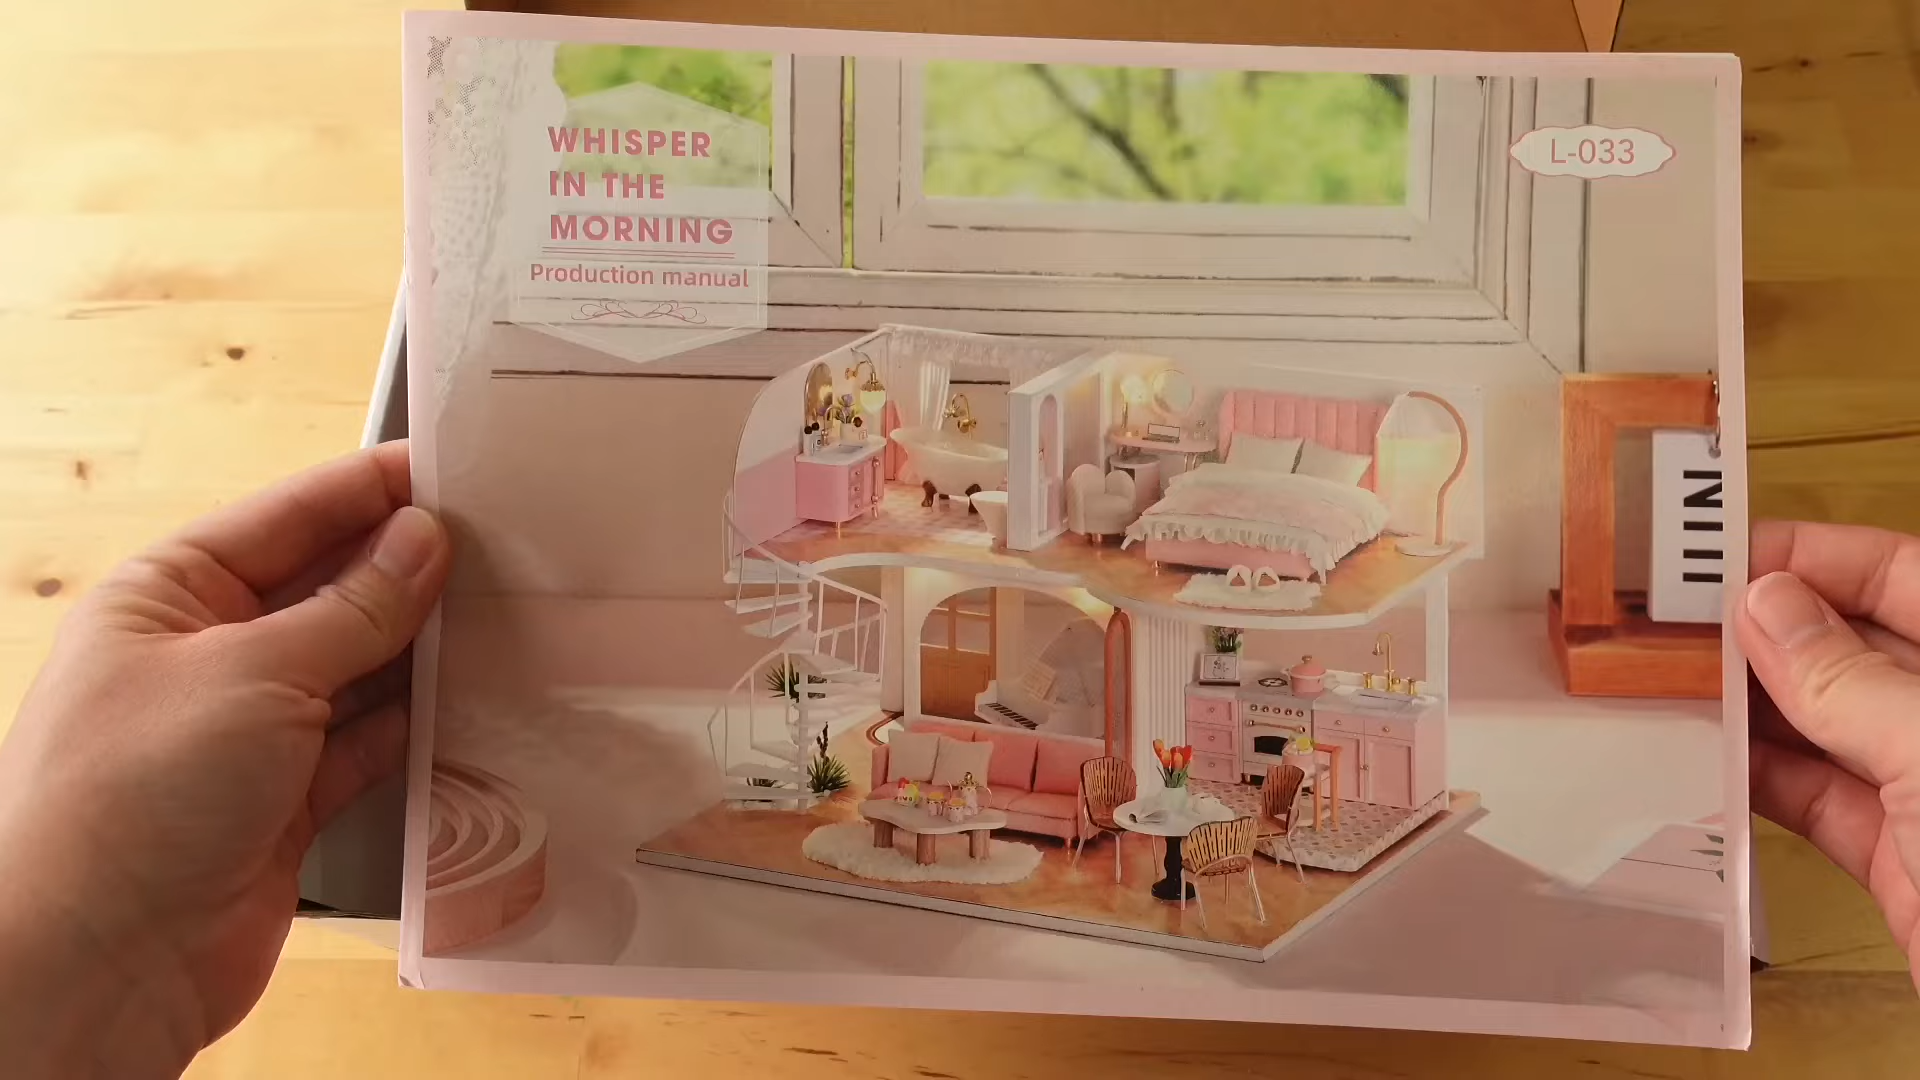 WHISPER
IN THE
MORNING
Production manual
L-033